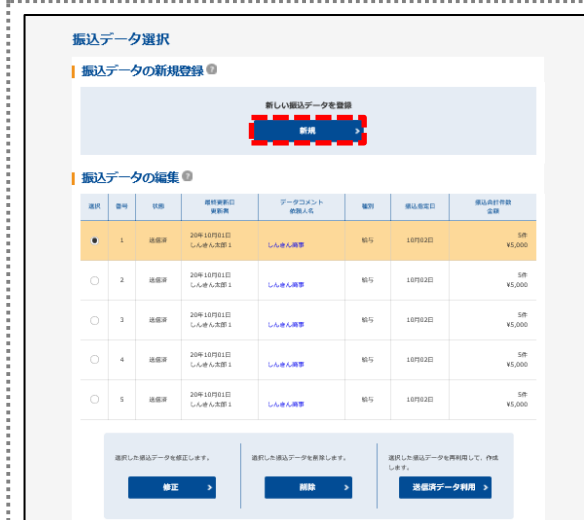 振込データ選択
振込データの新規登録 ?
新しい振込データを登録
新規
振込データの編集 ?
選択 番号 状態 最終更新日 データコメント 種別 振込指定日 振込合計件数
更新者 依頼人名 金額
1 送信済 20年10月01日 しんきん商事 給与 10月02日 5件
しんきん太郎1 ¥5,000
2 送信済 20年10月01日 しんきん商事 給与 10月02日 5件
しんきん太郎1 ¥5,000
3 送信済 20年10月01日 しんきん商事 給与 10月02日 5件
しんきん太郎1 ¥5,000
4 送信済 20年10月01日 しんきん商事 給与 10月02日 5件
しんきん太郎1 ¥5,000
5 送信済 20年10月01日 しんきん商事 給与 10月02日 5件
しんきん太郎1 ¥5,000
選択した振込データを修正します。 選択した振込データを削除します。 選択した振込データを再利用して、作成
します。
修正 削除 送信済データ利用